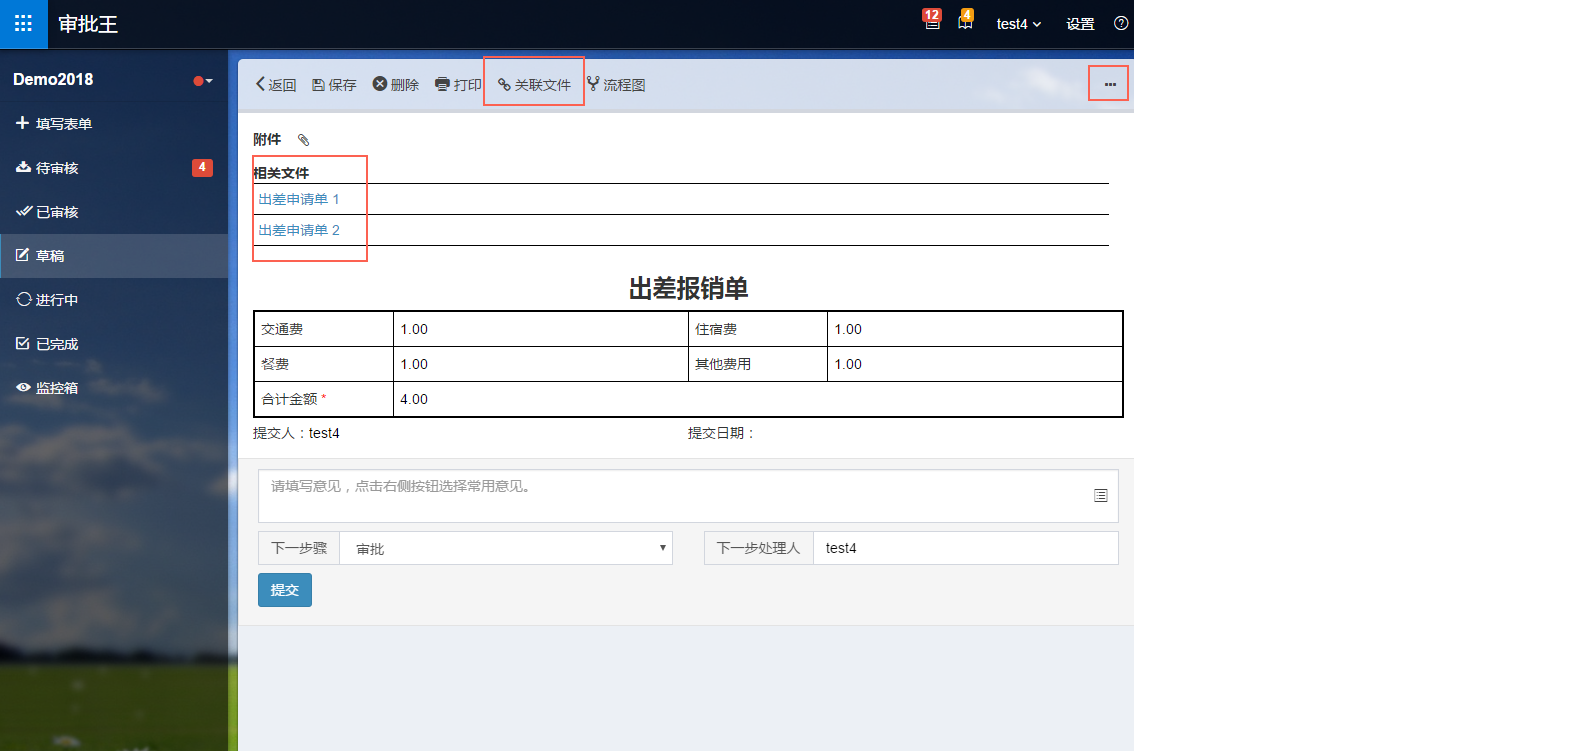 审批王
12
4
test4
设置
Demo2018
填写表单
待审核
4
已审核
草稿
进行中
已完成
监控箱
返回 保存 删除 打印 关联文件 流程图
附件
相关文件
出差申请单 1
出差申请单 2
出差报销单
交通费 1.00 住宿费 1.00
餐费 1.00 其他费用 1.00
合计金额 * 4.00
提交人：test4 提交日期：
请填写意见，点击右侧按钮选择常用意见。
下一步骤 审批 下一步处理人 test4
提交